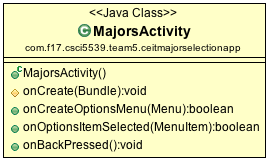 <<Java Class>>
MajorsActivity
com.f17.csci5539.team5.ceitmajorselectionapp
MajorsActivity()
onCreate(Bundle):void
onCreateOptionsMenu(Menu):boolean
onOptionsItemSelected(MenuItem):boolean
onBackPressed():void